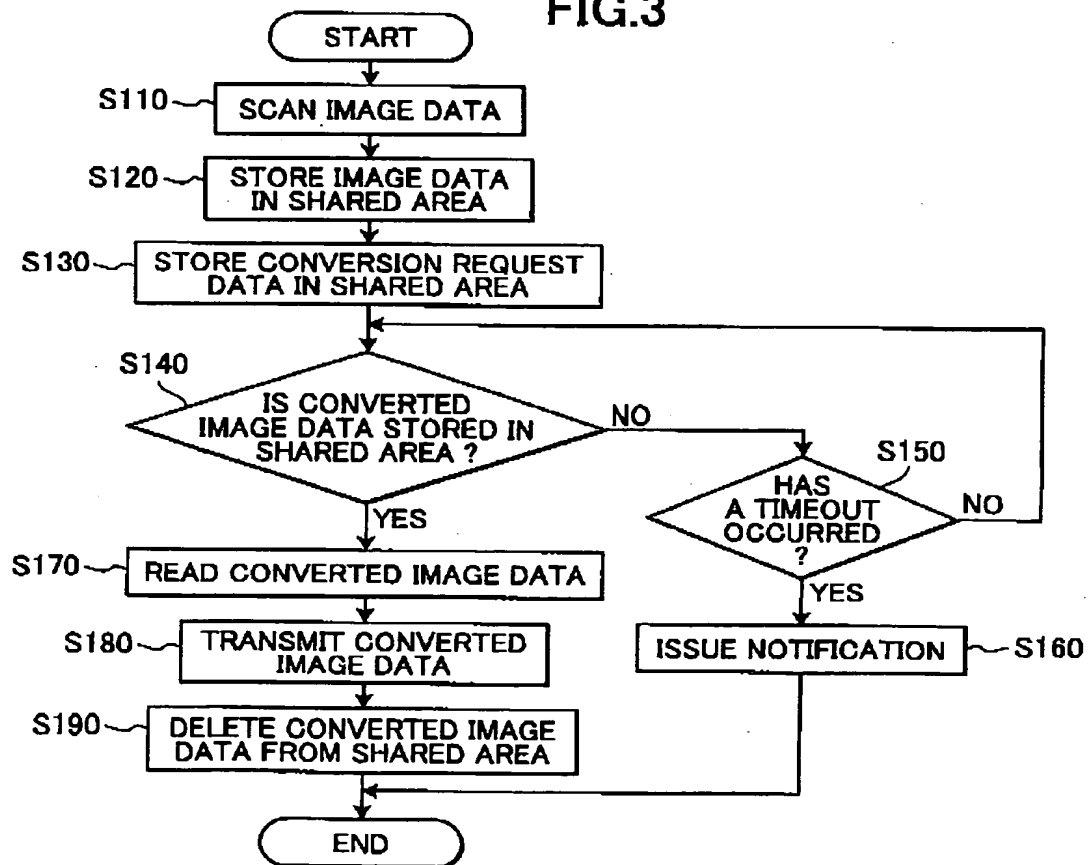 FIG.3
START
S110
SCAN IMAGE DATA
S120
STORE IMAGE DATA
IN SHARED AREA
S130
STORE CONVERSION REQUEST
DATA IN SHARED AREA
S140
IS CONVERTED
IMAGE DATA STORED IN
SHARED AREA ?
NO
YES
S150
HAS
A TIMEOUT
OCCURRED
?
NO
YES
S170
READ CONVERTED IMAGE DATA
S180
TRANSMIT CONVERTED
IMAGE DATA
ISSUE NOTIFICATION
S160
S190
DELETE CONVERTED IMAGE
DATA FROM SHARED AREA
END